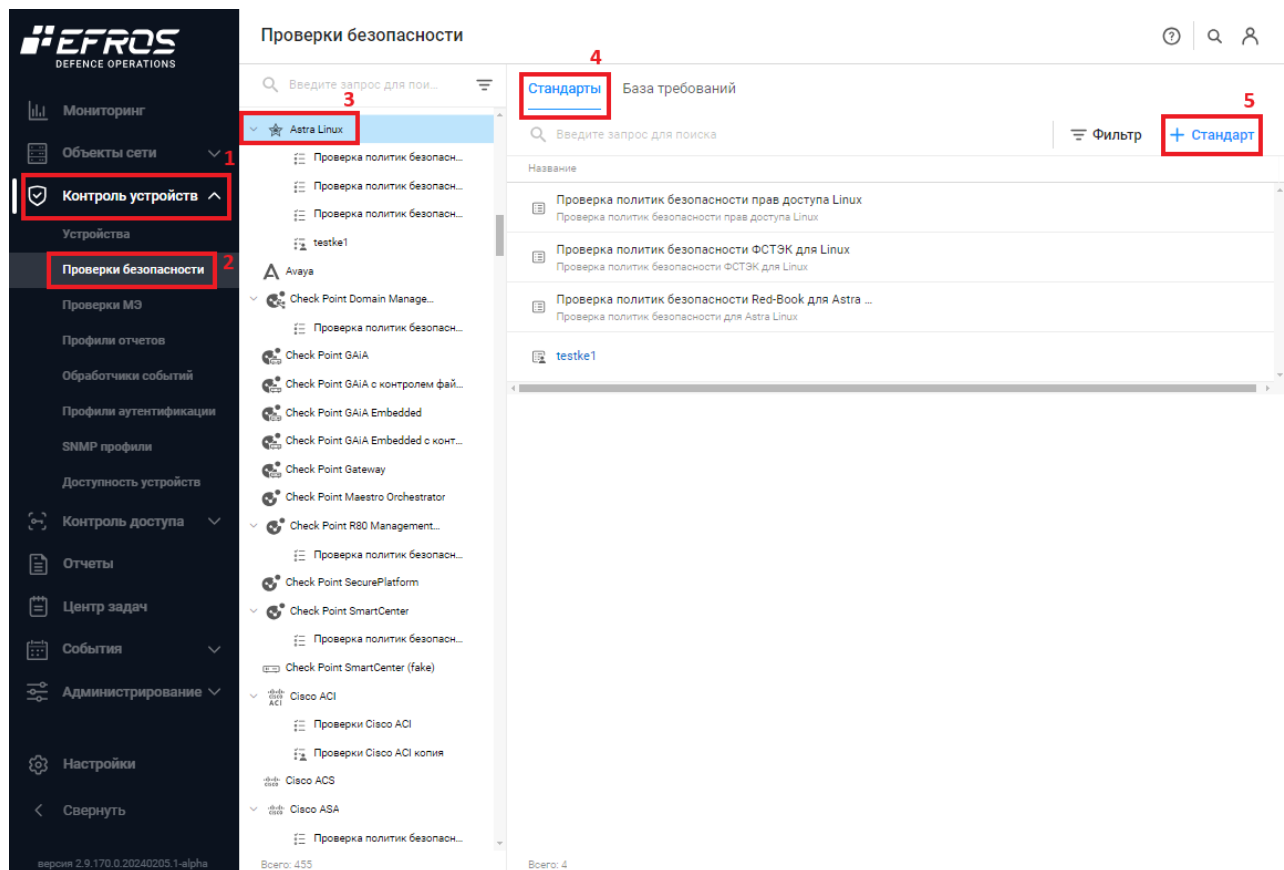 EFROS
DEFENCE OPERATIONS
Мониторинг
Объекты сети
1
Контроль устройств
Устройства
Проверки безопасности
2
Проверки МЭ
Профили отчетов
Обработчики событий
Профили аутентификации
SNMP профили
Доступность устройств
Контроль доступа
Отчеты
Центр задач
События
Администрирование
Настройки
Свернуть
версия 2.9.170.0.20240205.1-alpha
Проверки безопасности
Введите запрос для пои...
3
Astra Linux
Проверка политик безопасн...
Проверка политик безопасн...
Проверка политик безопасн...
testke1
Avaya
Check Point Domain Manage...
Проверка политик безопасн...
Check Point GAiA
Check Point GAiA с контролем фай...
Check Point GAiA Embedded
Check Point GAiA Embedded с конт...
Check Point Gateway
Check Point Maestro Orchestrator
Check Point R80 Management...
Проверка политик безопасн...
Check Point SecurePlatform
Check Point SmartCenter
Проверка политик безопасн...
Check Point SmartCenter (fake)
Cisco ACI
Проверки Cisco ACI
Проверки Cisco ACI копия
Cisco ACS
Cisco ASA
Проверка политик безопасн...
Всего: 455
4
Стандарты База требований
5
Введите запрос для поиска Фильтр + Стандарт
Название
Проверка политик безопасности прав доступа Linux
Проверка политик безопасности прав доступа Linux
Проверка политик безопасности ФСТЭК для Linux
Проверка политик безопасности ФСТЭК для Linux
Проверка политик безопасности Red-Book для Astra ...
Проверка политик безопасности для Astra Linux
testke1
Всего: 4